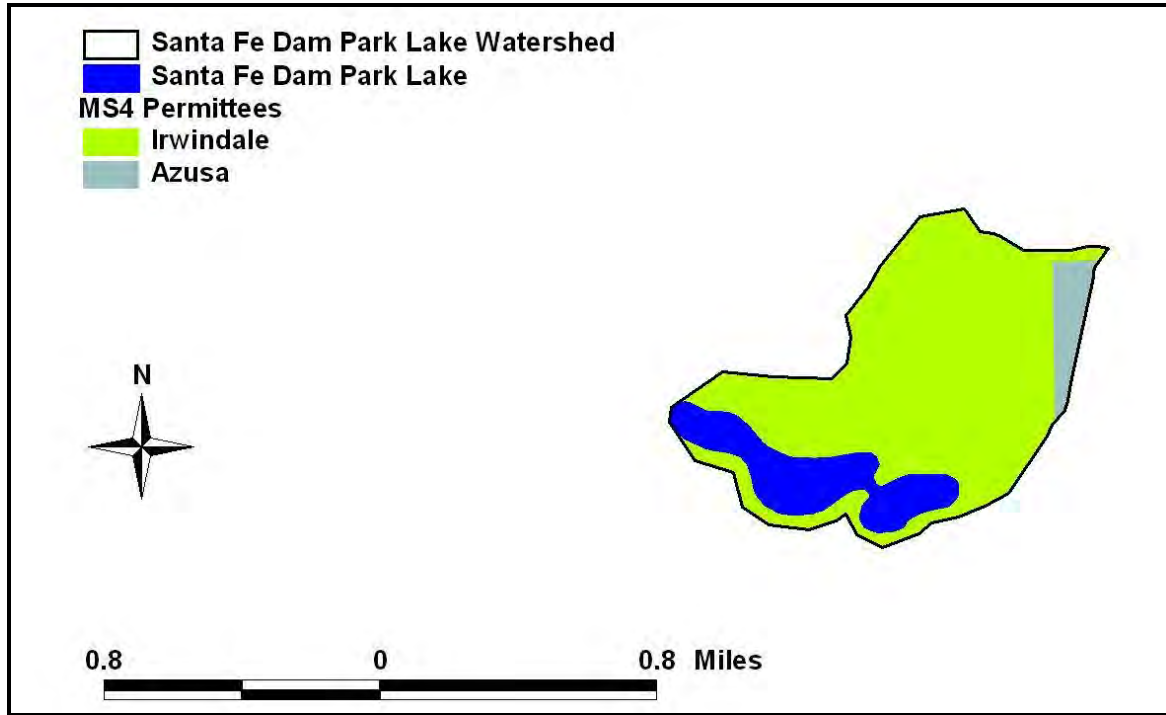 Santa Fe Dam Park Lake Watershed
Santa Fe Dam Park Lake
MS4 Permittees
Irwindale
Azusa
N
0.8 0 0.8 Miles